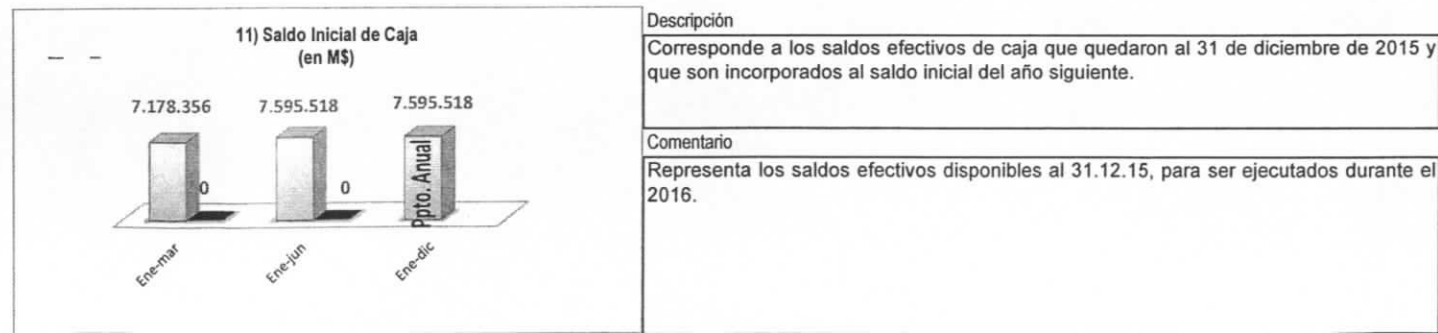 11) Saldo Inicial de Caja
(en M$)
7.178.356
7.595.518
7.595.518
0
0
Ppto. Anual
Ene-mar
Ene-jun
Ene-dic
Descripción
Corresponde a los saldos efectivos de caja que quedaron al 31 de diciembre de 2015 y
que son incorporados al saldo inicial del año siguiente.
Comentario
Representa los saldos efectivos disponibles al 31.12.15, para ser ejecutados durante el
2016.